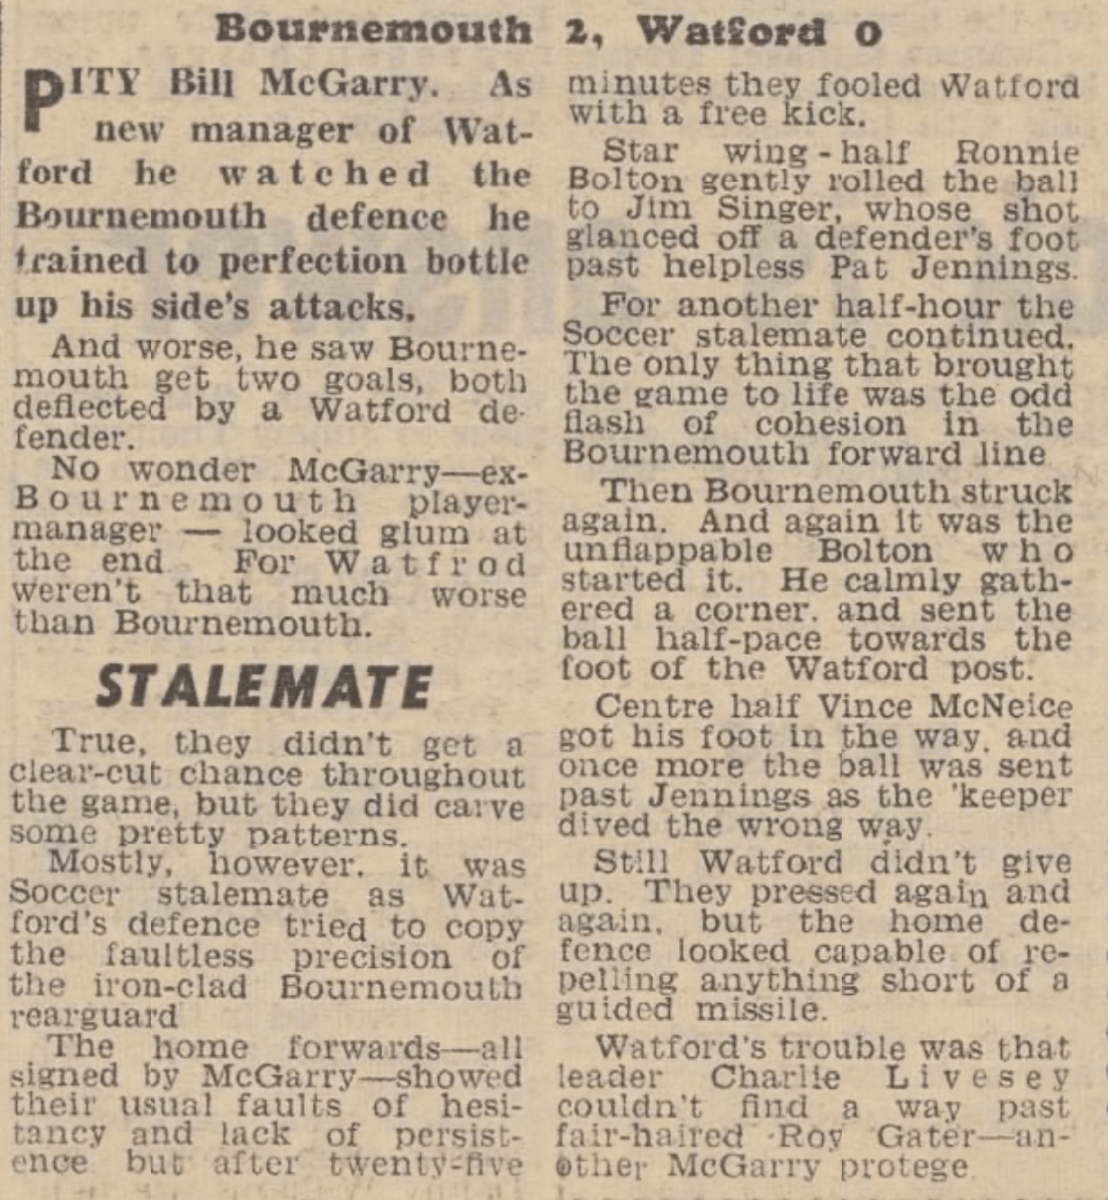 Bournemouth 2, Watford 0
PITY Bill McGarry. As
new manager of Wat-
ford he watched the
Bournemouth defence he
trained to perfection bottle
up his side's attacks.
And worse, he saw Bourne-
mouth get two goals, both
deflected by a Watford de-
fender.
No wonder McGarry—ex-
Bournemouth player-
manager — looked glum at
the end For Watfrod
weren't that much worse
than Bournemouth.
STALEMATE
True, they didn't get a
clear-cut chance throughout
the game, but they did carve
some pretty patterns.
Mostly, however. it was
Soccer stalemate as Wat-
ford's defence tried to copy
the faultless precision of
the iron-clad Bournemouth
rearguard
The home forwards—all
signed by McGarry—showed
their usual faults of hesi-
tancy and lack of persist-
ence but after twenty-five
minutes they fooled Watford
with a free kick.
Star wing-half Ronnie
Bolton gently rolled the ball
to Jim Singer, whose shot
glanced off a defender's foot
past helpless Pat Jennings.
For another half-hour the
Soccer stalemate continued.
The only thing that brought
the game to life was the odd
flash of cohesion in the
Bournemouth forward line
Then Bournemouth struck
again. And again it was the
unflappable Bolton who
started it. He calmly gath-
ered a corner. and sent the
ball half-pace towards the
foot of the Watford post.
Centre half Vince McNeice
got his foot in the way, and
once more the ball was sent
past Jennings as the 'keeper
dived the wrong way.
Still Watford didn't give
up. They pressed again and
again, but the home de-
fence looked capable of re-
pelling anything short of a
guided missile.
Watford's trouble was that
leader Charlie Livesey
couldn't find a way past
fair-haired Roy Gater—an-
other McGarry protege